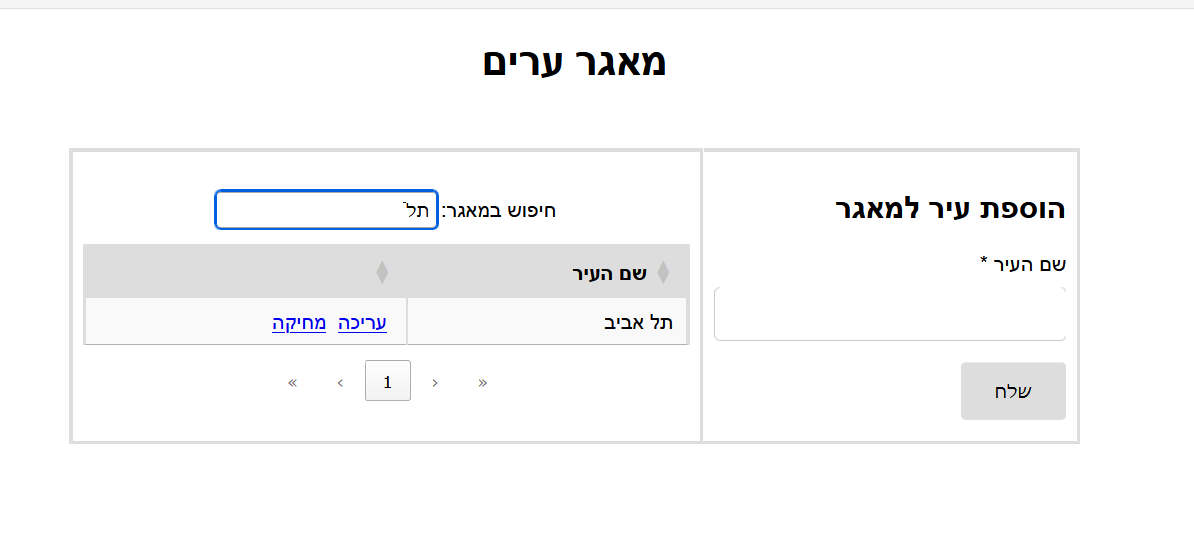 מאגר ערים
הוספת עיר למאגר
שם העיר *
שלח
חיפוש במאגר: תל
שם העיר
תל אביב עריכה מחיקה
« ‹ 1 › »